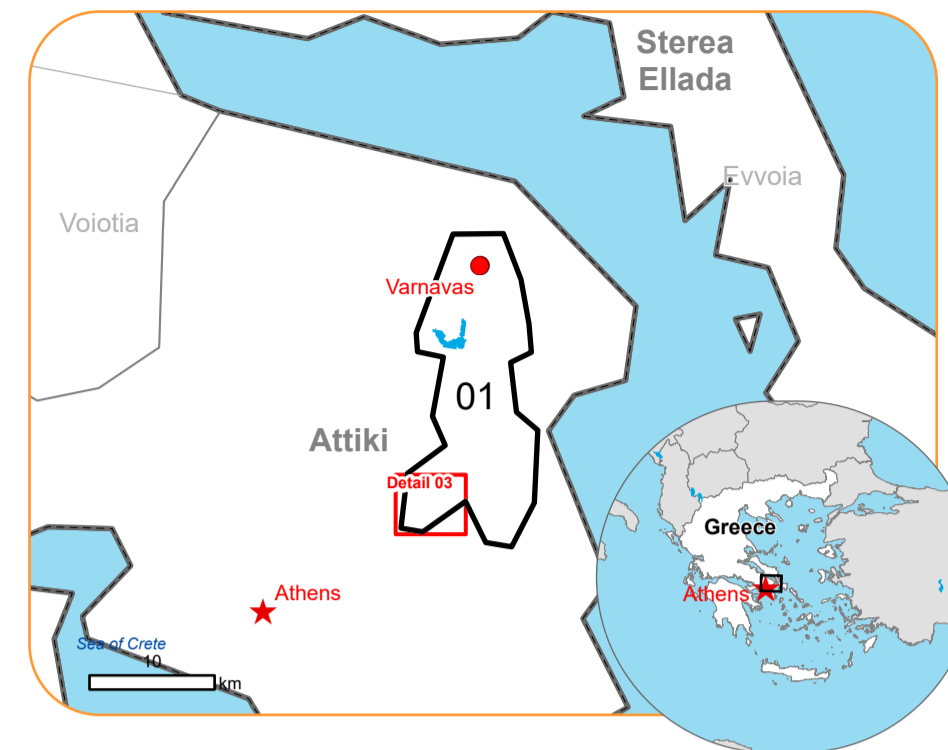 Sterea
Ellada
Evvoia
Voiotia
Varnavas
01
Attiki
Detail 03
Greece
Athens
Athens
Sea of Crete
10
km